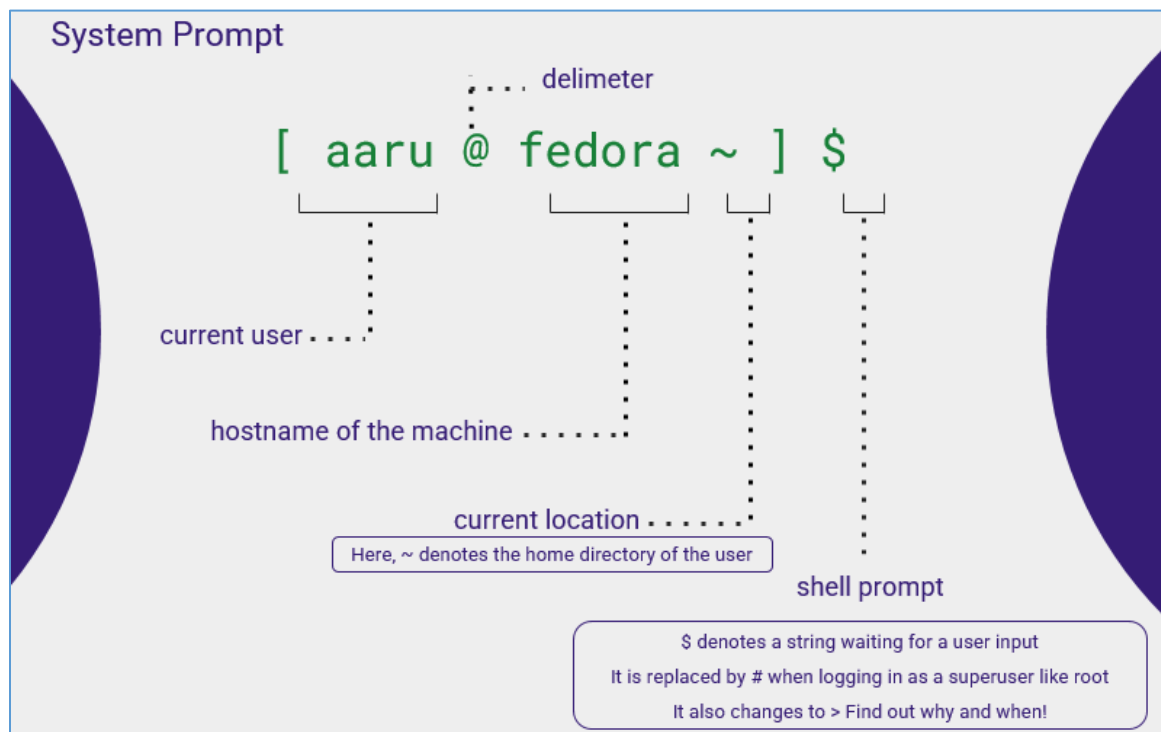 System Prompt
delimeter
[ aaru @ fedora ~ ] $
current user
hostname of the machine
current location
Here, ~ denotes the home directory of the user
shell prompt
$ denotes a string waiting for a user input
It is replaced by # when logging in as a superuser like root
It also changes to > Find out why and when!